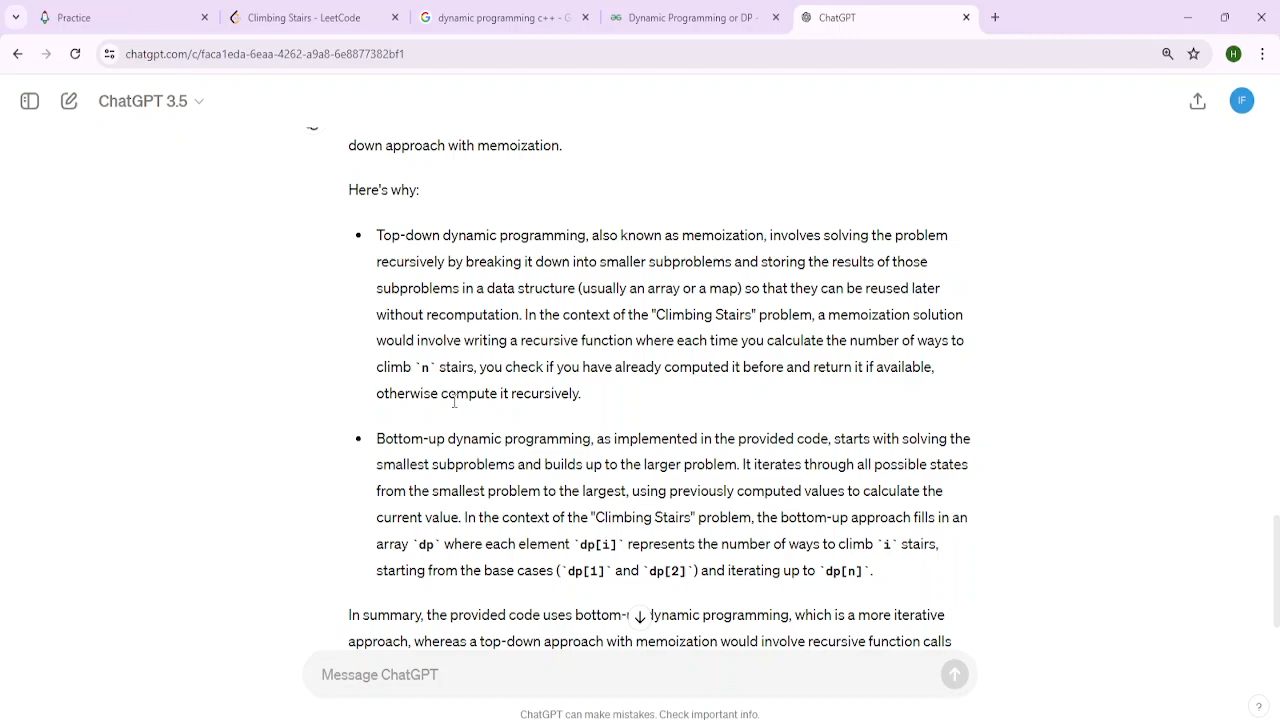 Practice
Climbing Stairs - LeetCode
dynamic programming c++ - G
Dynamic Programming or DP -
ChatGPT
chatgpt.com/c/faca1eda-6eaa-4262-a9a8-6e8877382bf1
H
ChatGPT 3.5
IF
down approach with memoization.
Here's why:
• Top-down dynamic programming, also known as memoization, involves solving the problem
recursively by breaking it down into smaller subproblems and storing the results of those
subproblems in a data structure (usually an array or a map) so that they can be reused later
without recomputation. In the context of the "Climbing Stairs" problem, a memoization solution
would involve writing a recursive function where each time you calculate the number of ways to
climb `n` stairs, you check if you have already computed it before and return it if available,
otherwise compute it recursively.
• Bottom-up dynamic programming, as implemented in the provided code, starts with solving the
smallest subproblems and builds up to the larger problem. It iterates through all possible states
from the smallest problem to the largest, using previously computed values to calculate the
current value. In the context of the "Climbing Stairs" problem, the bottom-up approach fills in an
array `dp` where each element `dp[i]` represents the number of ways to climb `i` stairs,
starting from the base cases (`dp[1]` and `dp[2]`) and iterating up to `dp[n]`.
In summary, the provided code uses bottom-u dynamic programming, which is a more iterative
approach, whereas a top-down approach with memoization would involve recursive function calls
Message ChatGPT
ChatGPT can make mistakes. Check important info.
?